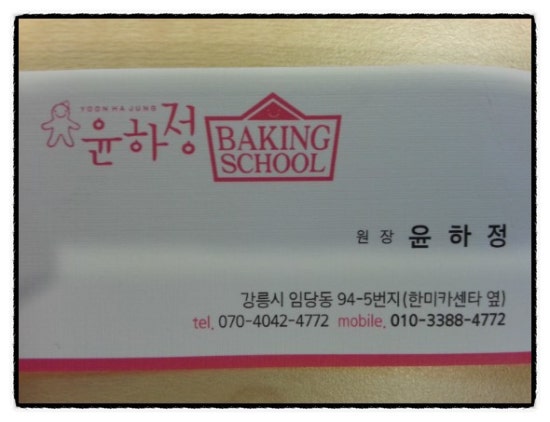 YOON HA JUNG
윤하정
BAKING
SCHOOL
원 장 윤 하 정
강릉시 임당동 94-5번지(한미카센타 옆)
tel. 070-4042-4772 mobile. 010-3388-4772